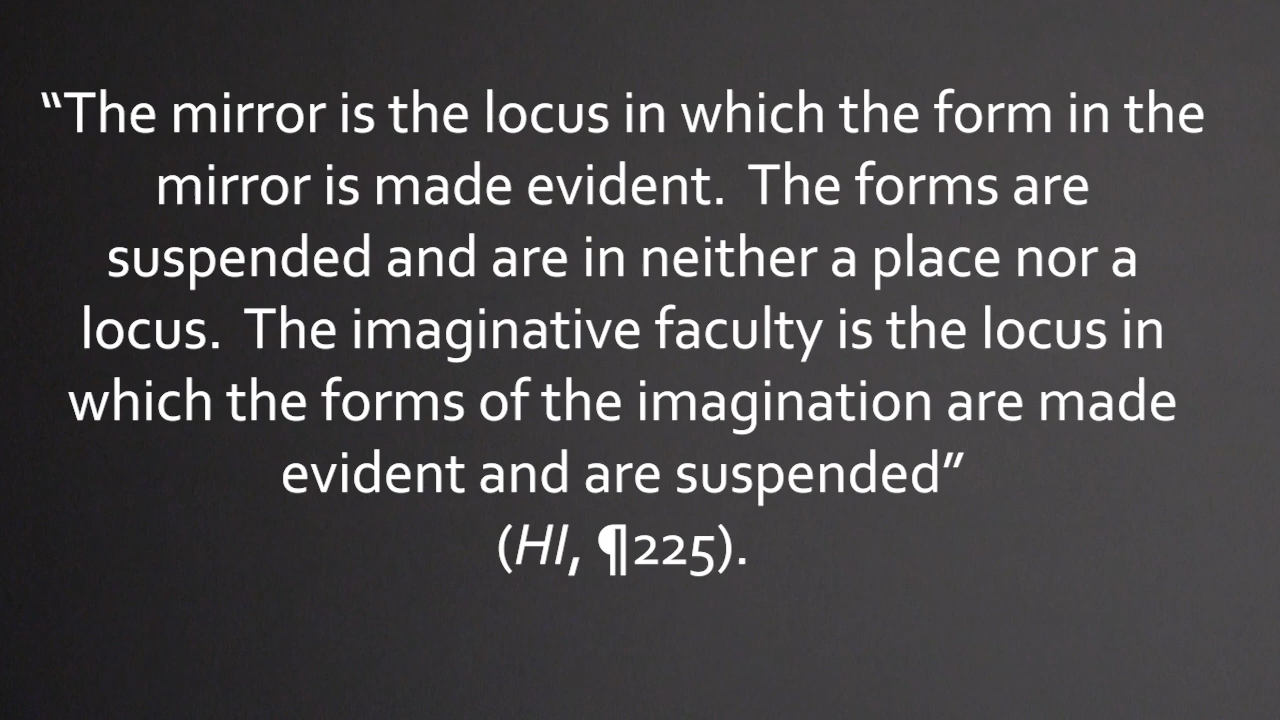 “The mirror is the locus in which the form in the
mirror is made evident.  The forms are
suspended and are in neither a place nor a
locus.  The imaginative faculty is the locus in
which the forms of the imagination are made
evident and are suspended”
(HI, ¶225).